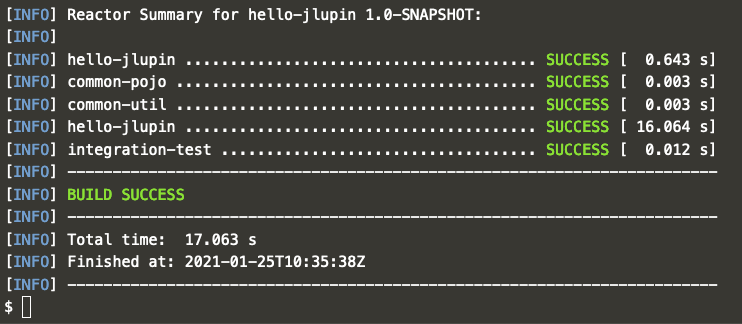 [INFO] Reactor Summary for hello-jlupin 1.0-SNAPSHOT:
[INFO]
[INFO] hello-jlupin ....................................... SUCCESS [  0.643 s]
[INFO] common-pojo ........................................ SUCCESS [  0.003 s]
[INFO] common-util ........................................ SUCCESS [  0.003 s]
[INFO] hello-jlupin ....................................... SUCCESS [ 16.064 s]
[INFO] integration-test ................................... SUCCESS [  0.012 s]
[INFO] ------------------------------------------------------------------------
[INFO] BUILD SUCCESS
[INFO] ------------------------------------------------------------------------
[INFO] Total time:  17.063 s
[INFO] Finished at: 2021-01-25T10:35:38Z
[INFO] ------------------------------------------------------------------------
$